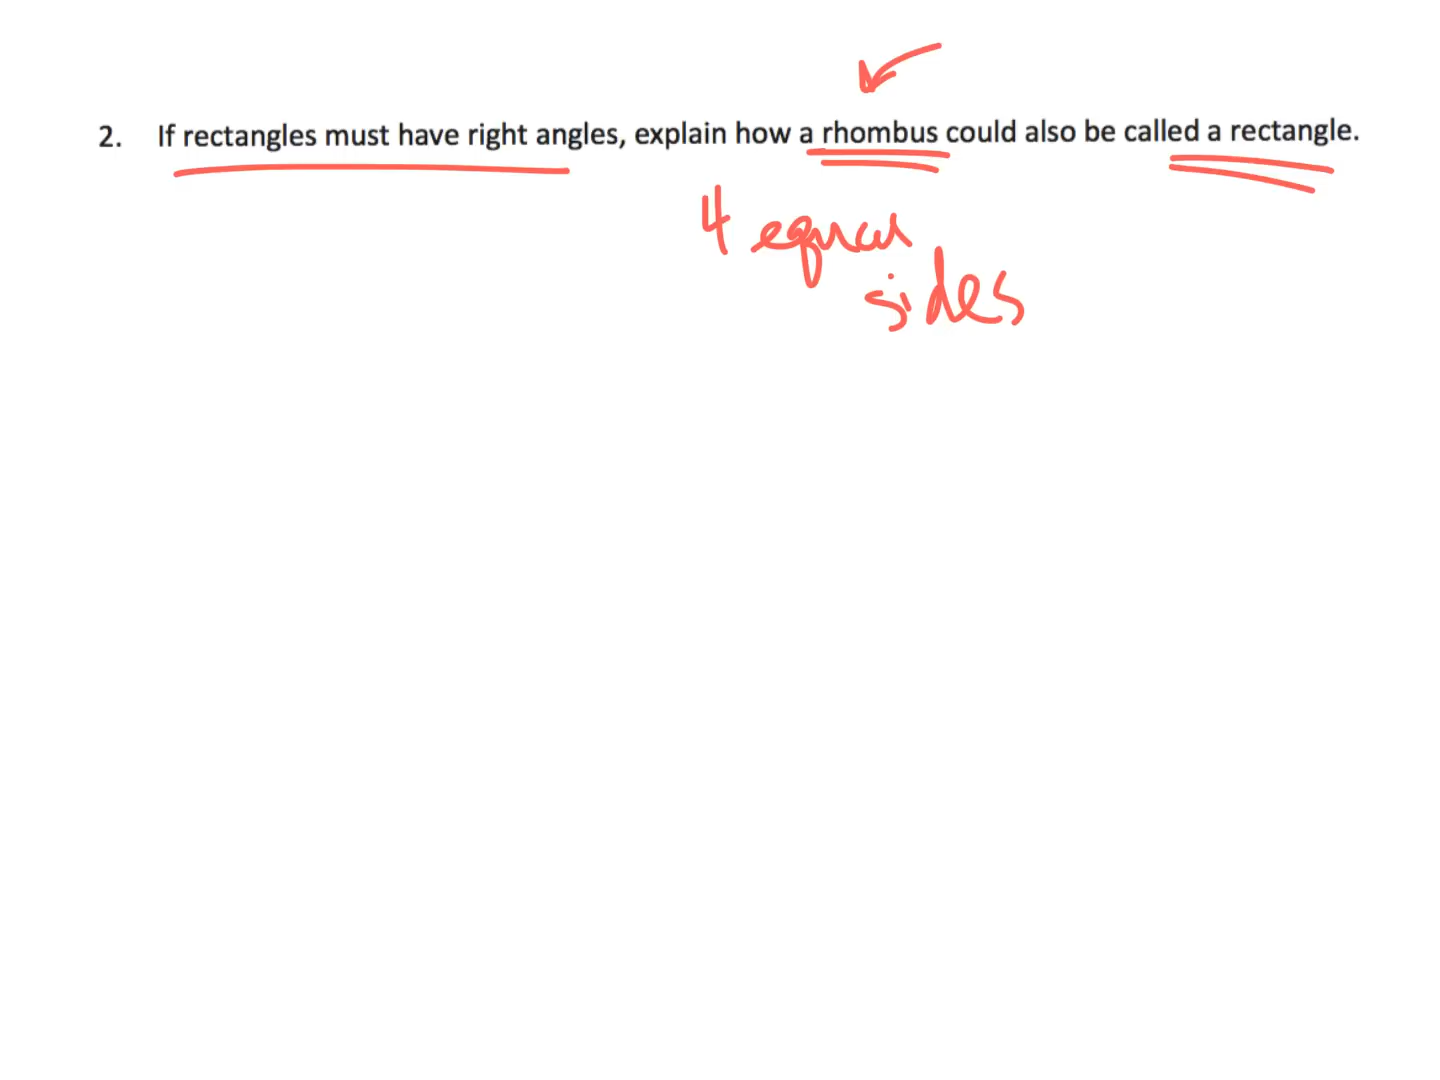 2. If rectangles must have right angles, explain how a rhombus could also be called a rectangle.
4 equal
sides